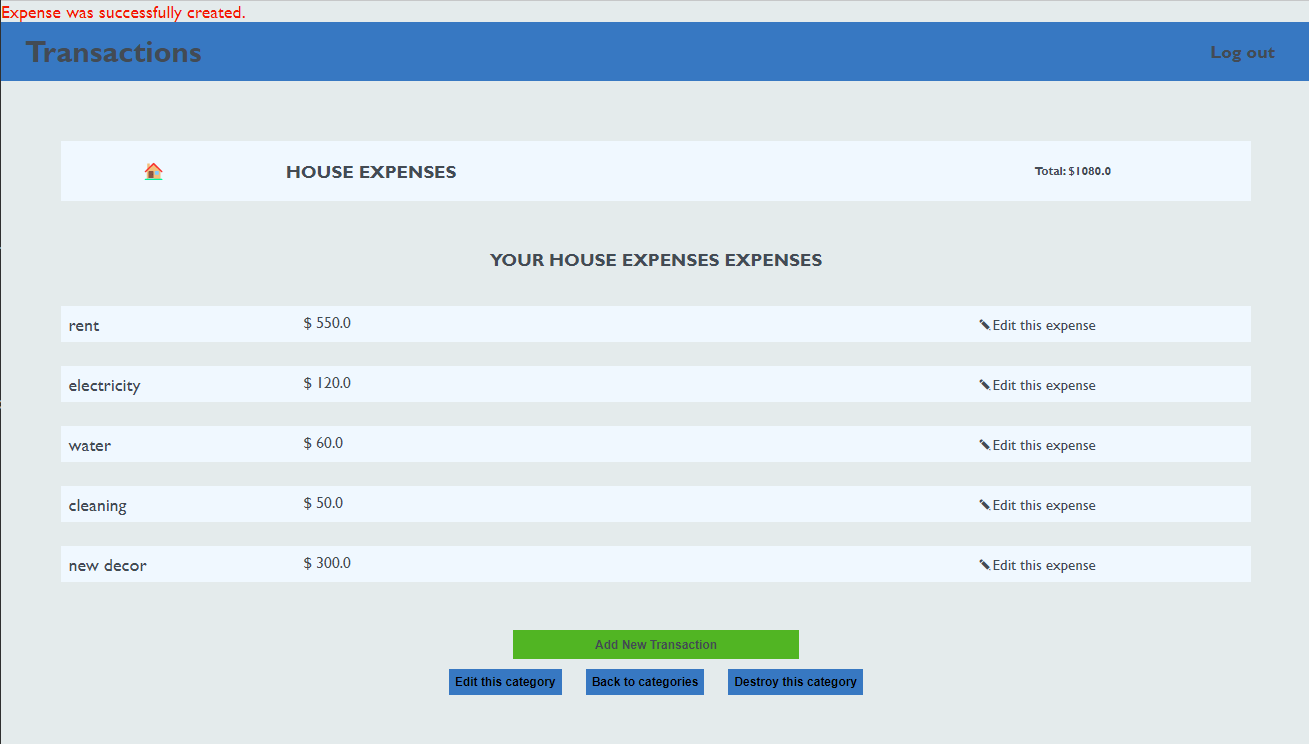 Expense was successfully created.
Transactions Log out
HOUSE EXPENSES Total: $1080.0
YOUR HOUSE EXPENSES EXPENSES
rent $ 550.0 Edit this expense
electricity $ 120.0 Edit this expense
water $ 60.0 Edit this expense
cleaning $ 50.0 Edit this expense
new decor $ 300.0 Edit this expense
Add New Transaction
Edit this category Back to categories Destroy this category